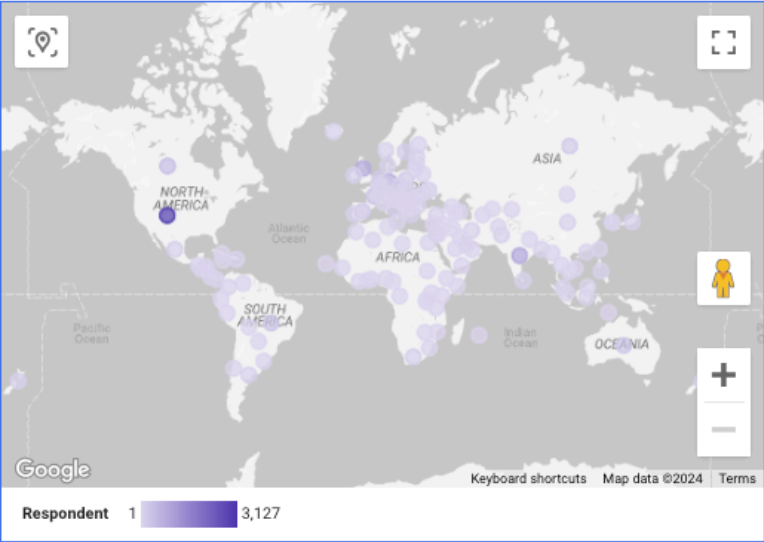 ASIA
NORTH
AMERICA
Atlantic
Ocean
AFRICA
SOUTH
AMERICA
Pacific
Ocean
Indian
Ocean
OCEANIA
Google
Keyboard shortcuts
Map data ©2024
Terms
Respondent
1
3,127